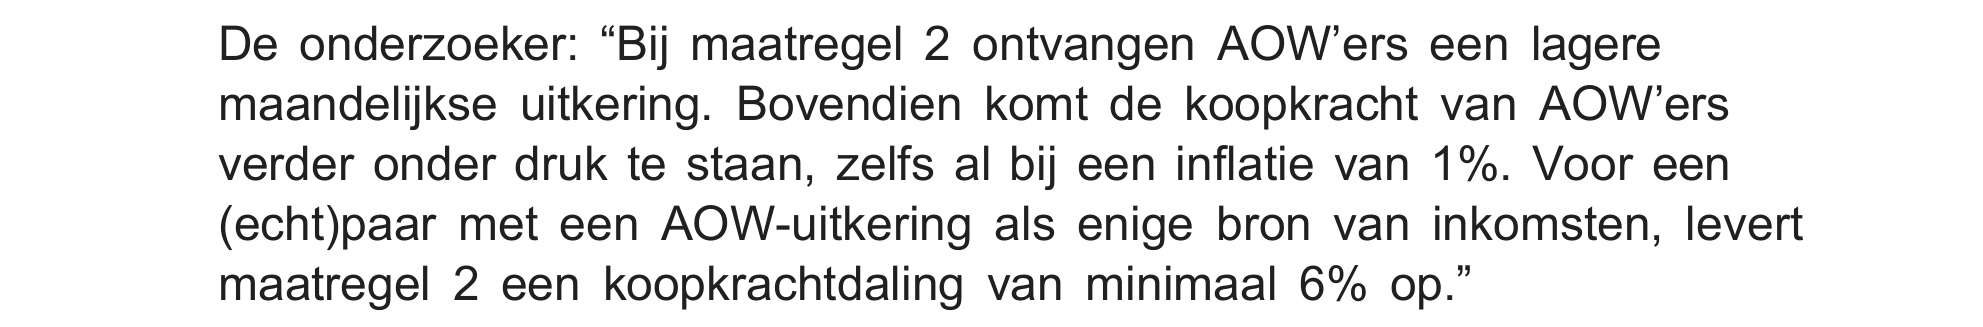 De onderzoeker: “Bij maatregel 2 ontvangen AOW’ers een lagere
maandelijkse uitkering. Bovendien komt de koopkracht van AOW’ers
verder onder druk te staan, zelfs al bij een inflatie van 1%. Voor een
(echt)paar met een AOW-uitkering als enige bron van inkomsten, levert
maatregel 2 een koopkrachtdaling van minimaal 6% op.”